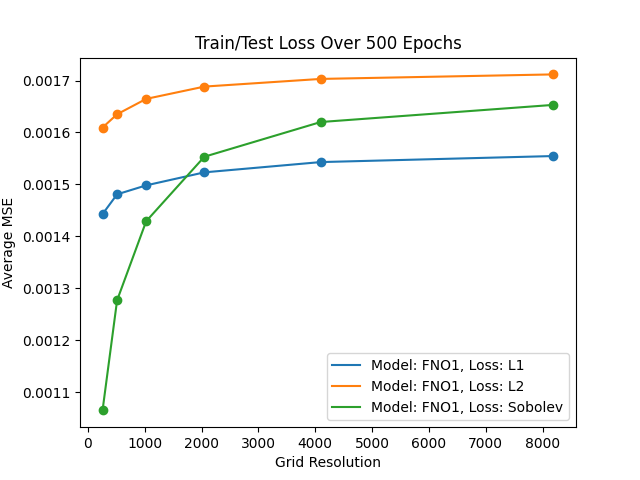 Train/Test Loss Over 500 Epochs
0.0017
0.0016
0.0015
0.0014
0.0013
0.0012
0.0011
Average MSE
Model: FNO1, Loss: L1
Model: FNO1, Loss: L2
Model: FNO1, Loss: Sobolev
0 1000 2000 3000 4000 5000 6000 7000 8000
Grid Resolution